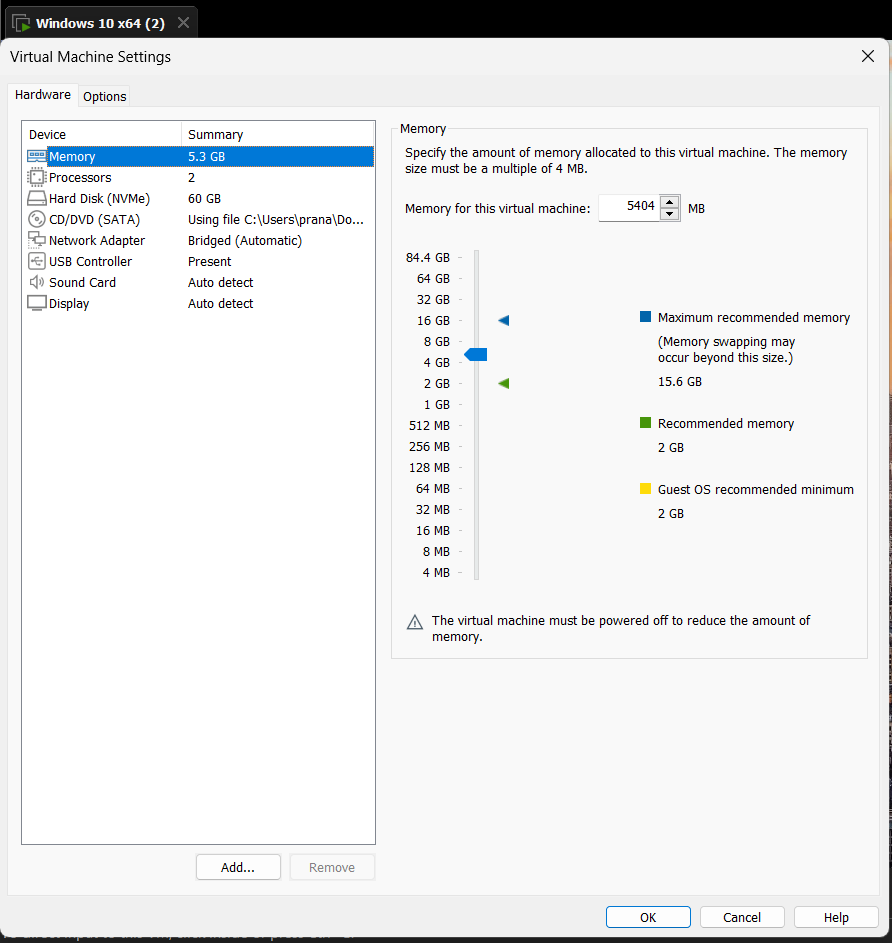 Windows 10 x64 (2)
Virtual Machine Settings
Hardware
Options
Device Summary
Memory 5.3 GB
Processors 2
Hard Disk (NVMe) 60 GB
CD/DVD (SATA) Using file C:\Users\prana\Do...
Network Adapter Bridged (Automatic)
USB Controller Present
Sound Card Auto detect
Display Auto detect
Add...
Remove
Memory
Specify the amount of memory allocated to this virtual machine. The memory
size must be a multiple of 4 MB.
Memory for this virtual machine: 5404 MB
84.4 GB
64 GB
32 GB
16 GB
8 GB
4 GB
2 GB
1 GB
512 MB
256 MB
128 MB
64 MB
32 MB
16 MB
8 MB
4 MB
Maximum recommended memory
(Memory swapping may
occur beyond this size.)
15.6 GB
Recommended memory
2 GB
Guest OS recommended minimum
2 GB
The virtual machine must be powered off to reduce the amount of
memory.
OK
Cancel
Help